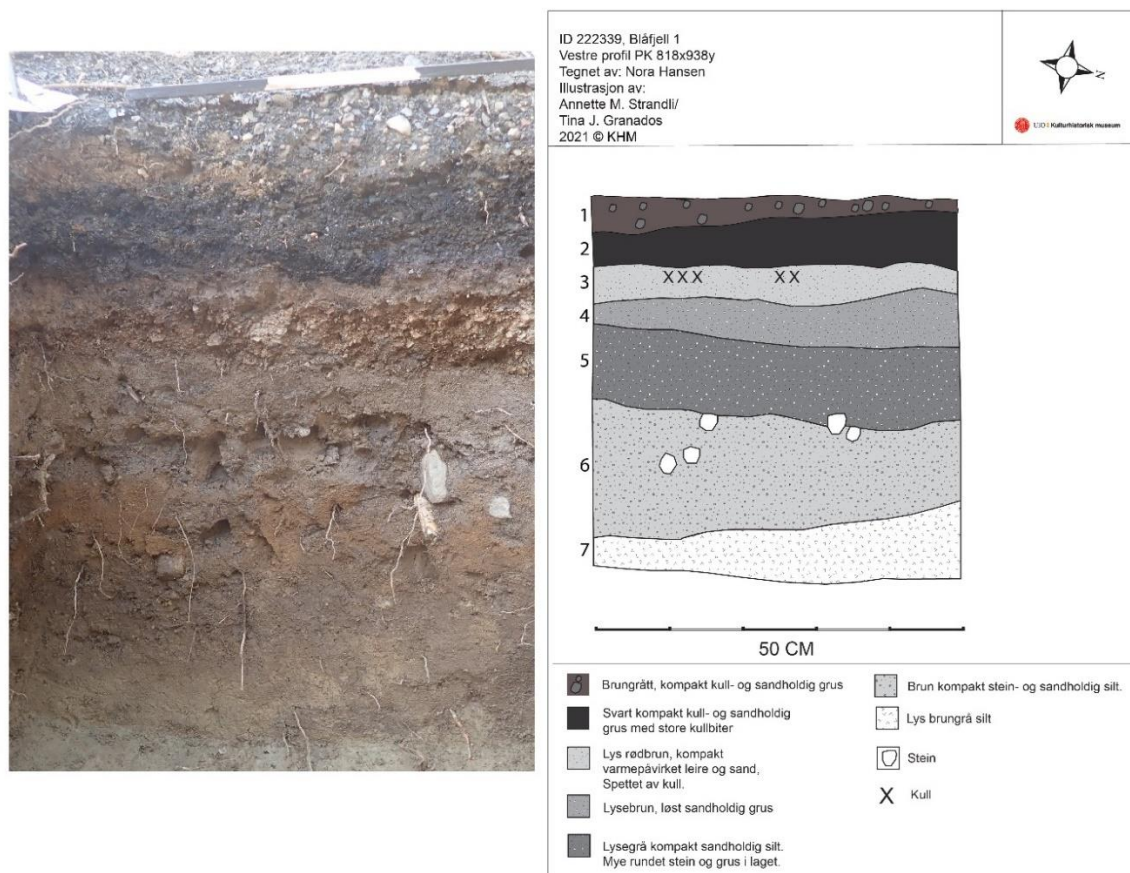 ID 222339, Blåfjell 1
Vestre profil PK 818x938y
Tegnet av: Nora Hansen
Illustrasjon av:
Annette M. Strandli/
Tina J. Granados
2021 © KHM
N
UiO Kulturhistorisk museum
1
2
3
X X X X X
4
5
6
7
50 CM
Brungrått, kompakt kull- og sandholdig grus
Svart kompakt kull- og sandholdig
grus med store kullbiter
Lys rødbrun, kompakt
varmepåvirket leire og sand,
Spettet av kull.
Lysebrun, løst sandholdig grus
Lysegrå kompakt sandholdig silt.
Mye rundet stein og grus i laget.
Brun kompakt stein- og sandholdig silt.
Lys brungrå silt
Stein
X Kull